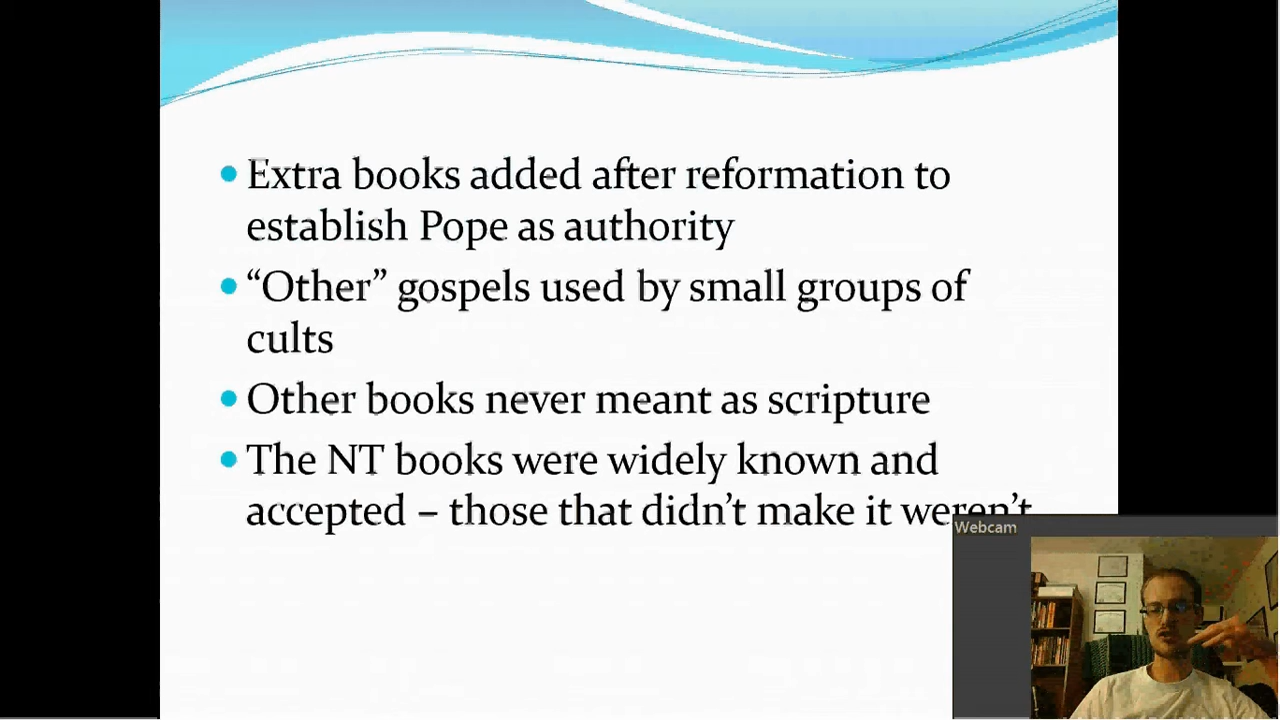 Extra books added after reformation to
establish Pope as authority
“Other” gospels used by small groups of
cults
Other books never meant as scripture
The NT books were widely known and
accepted – those that didn’t make it weren’t
Webcam